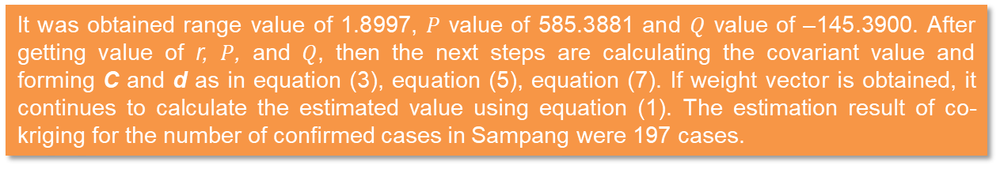 It was obtained range value of 1.8997, P value of 585.3881 and Q value of –145.3900. After
getting value of r, P, and Q, then the next steps are calculating the covariant value and
forming C and d as in equation (3), equation (5), equation (7). If weight vector is obtained, it
continues to calculate the estimated value using equation (1). The estimation result of co-
kriging for the number of confirmed cases in Sampang were 197 cases.